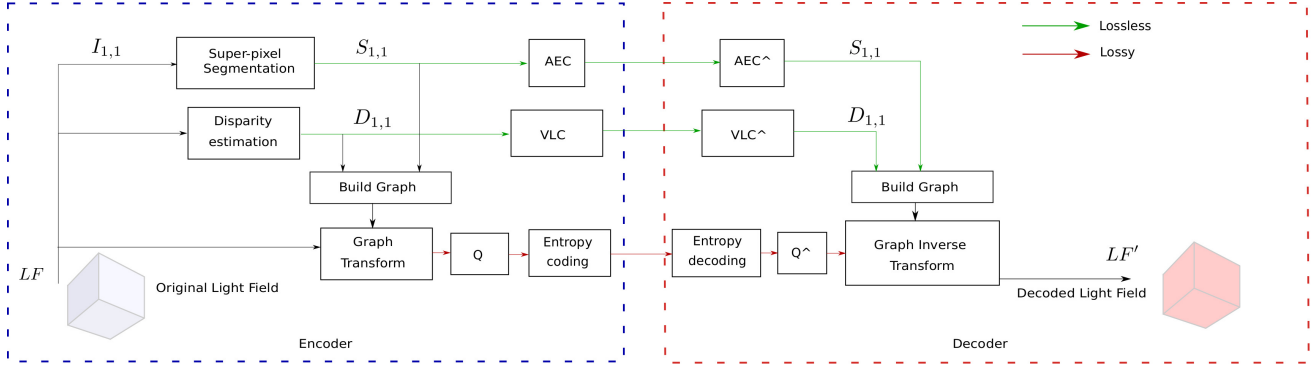 I1,1
Super-pixel
Segmentation
S1,1
AEC
AEC^
S1,1
Lossless
Lossy
Disparity
estimation
D1,1
VLC
VLC^
D1,1
Build Graph
Build Graph
Graph
Transform
Q
Entropy
coding
Entropy
decoding
Q^
Graph Inverse
Transform
LF
Original Light Field
LF′
Decoded Light Field
Encoder
Decoder